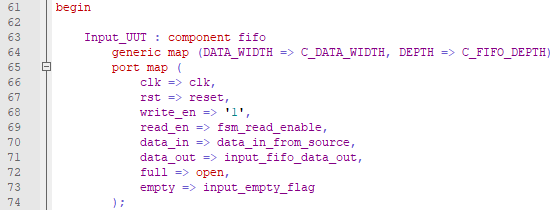 61 begin
62
63 Input_UUT : component fifo
64 generic map (DATA_WIDTH => C_DATA_WIDTH, DEPTH => C_FIFO_DEPTH)
65 port map (
66 clk => clk,
67 rst => reset,
68 write_en => '1',
69 read_en => fsm_read_enable,
70 data_in => data_in_from_source,
71 data_out => input_fifo_data_out,
72 full => open,
73 empty => input_empty_flag
74 );